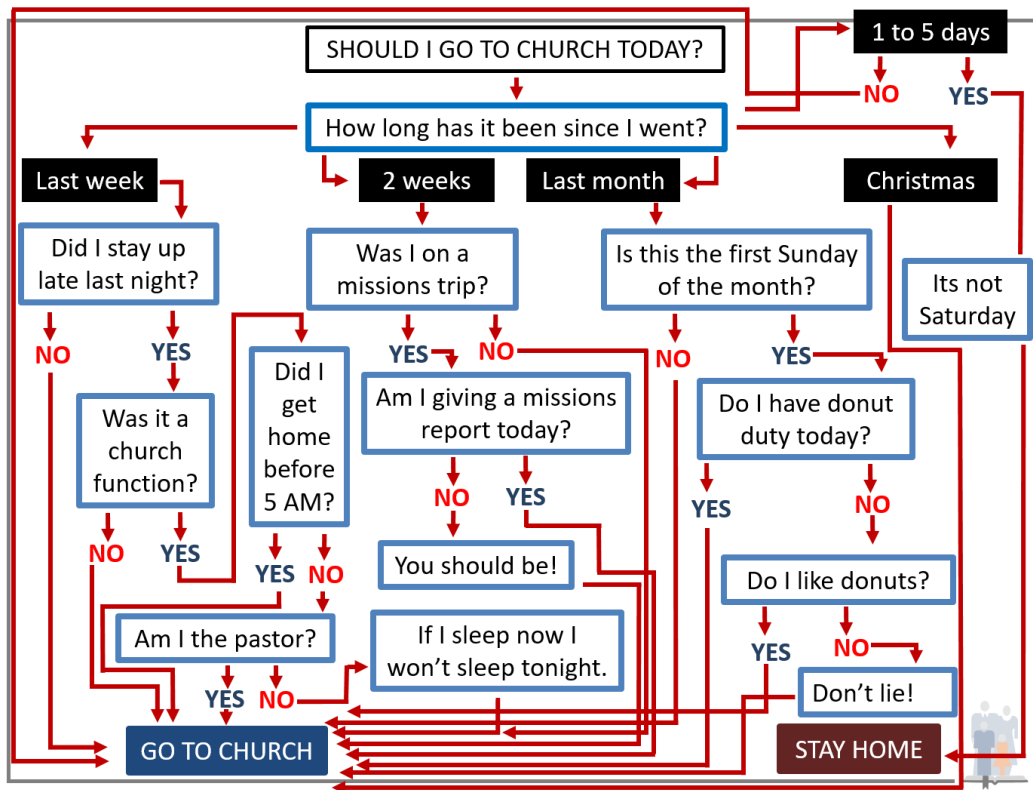 SHOULD I GO TO CHURCH TODAY?
1 to 5 days
NO
YES
How long has it been since I went?
Last week
2 weeks
Last month
Christmas
Did I stay up
late last night?
Was I on a
missions trip?
Is this the first Sunday
of the month?
Its not
Saturday
NO
YES
YES
NO
NO
YES
Did I
get
home
before
5 AM?
Was it a
church
function?
Am I giving a missions
report today?
Do I have donut
duty today?
NO
YES
NO
YES
YES
NO
YES
NO
You should be!
Do I like donuts?
Am I the pastor?
If I sleep now I
won't sleep tonight.
YES
NO
YES
NO
Don't lie!
GO TO CHURCH
STAY HOME